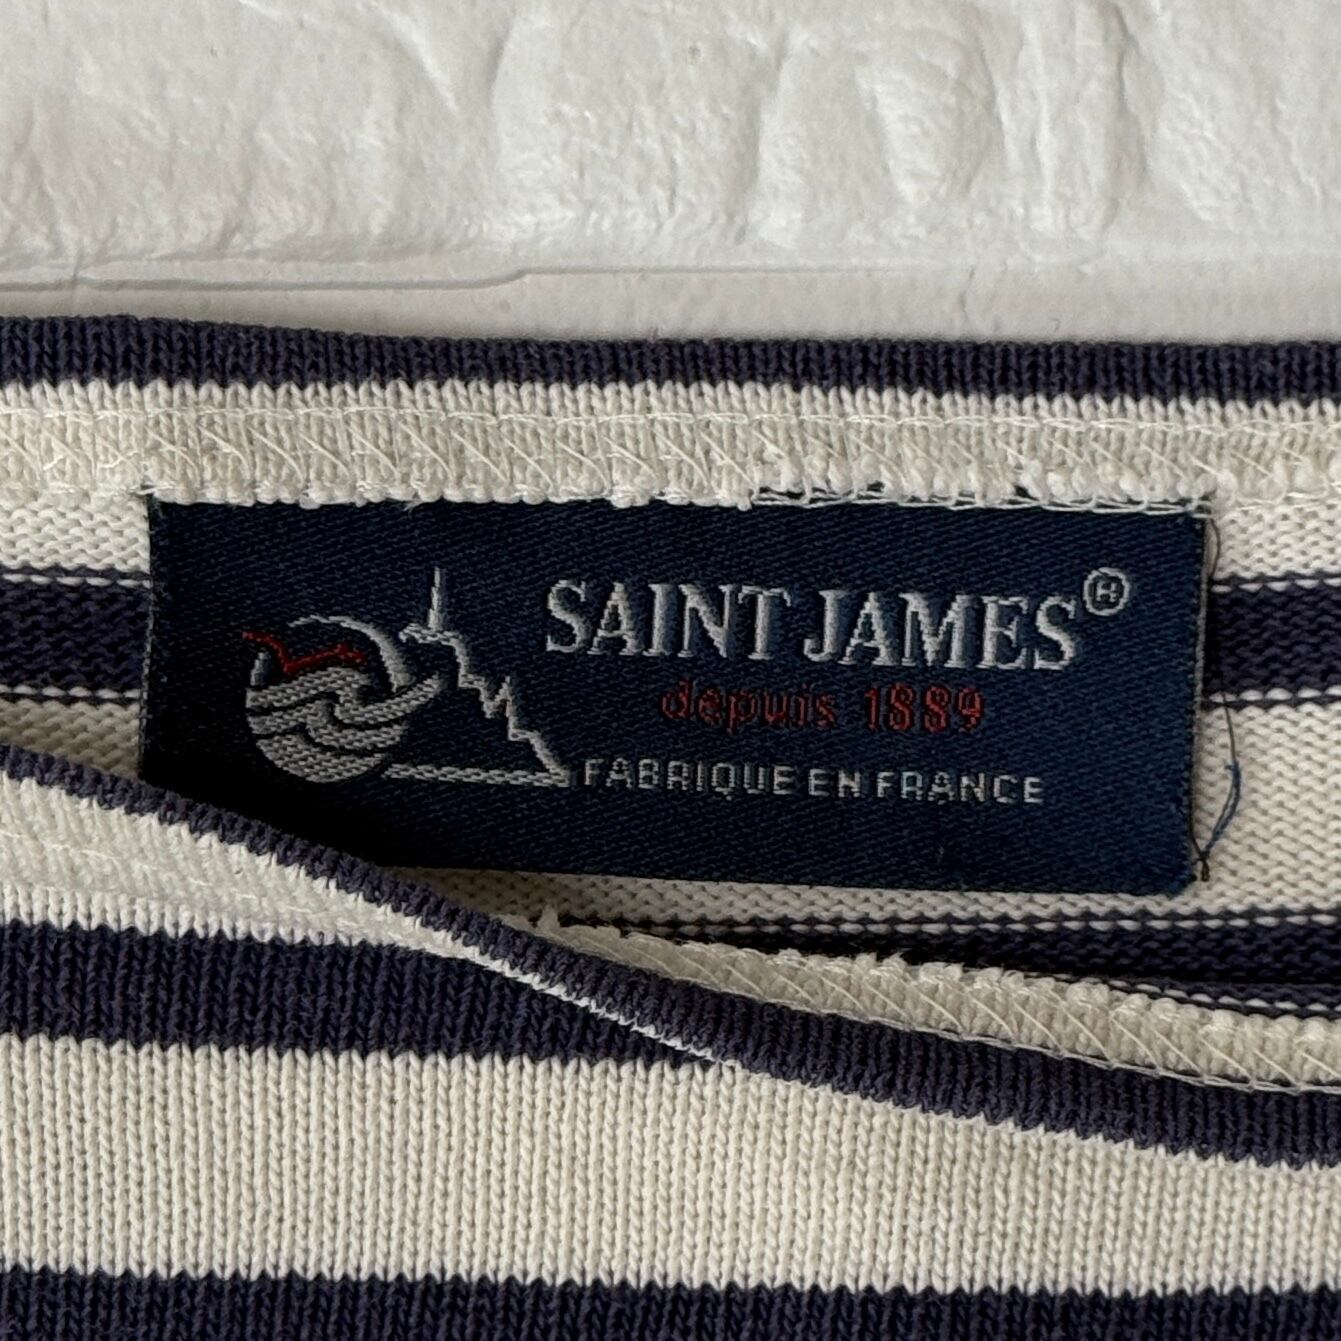 SAINT JAMES®
depuis 1889
FABRIQUE EN FRANCE